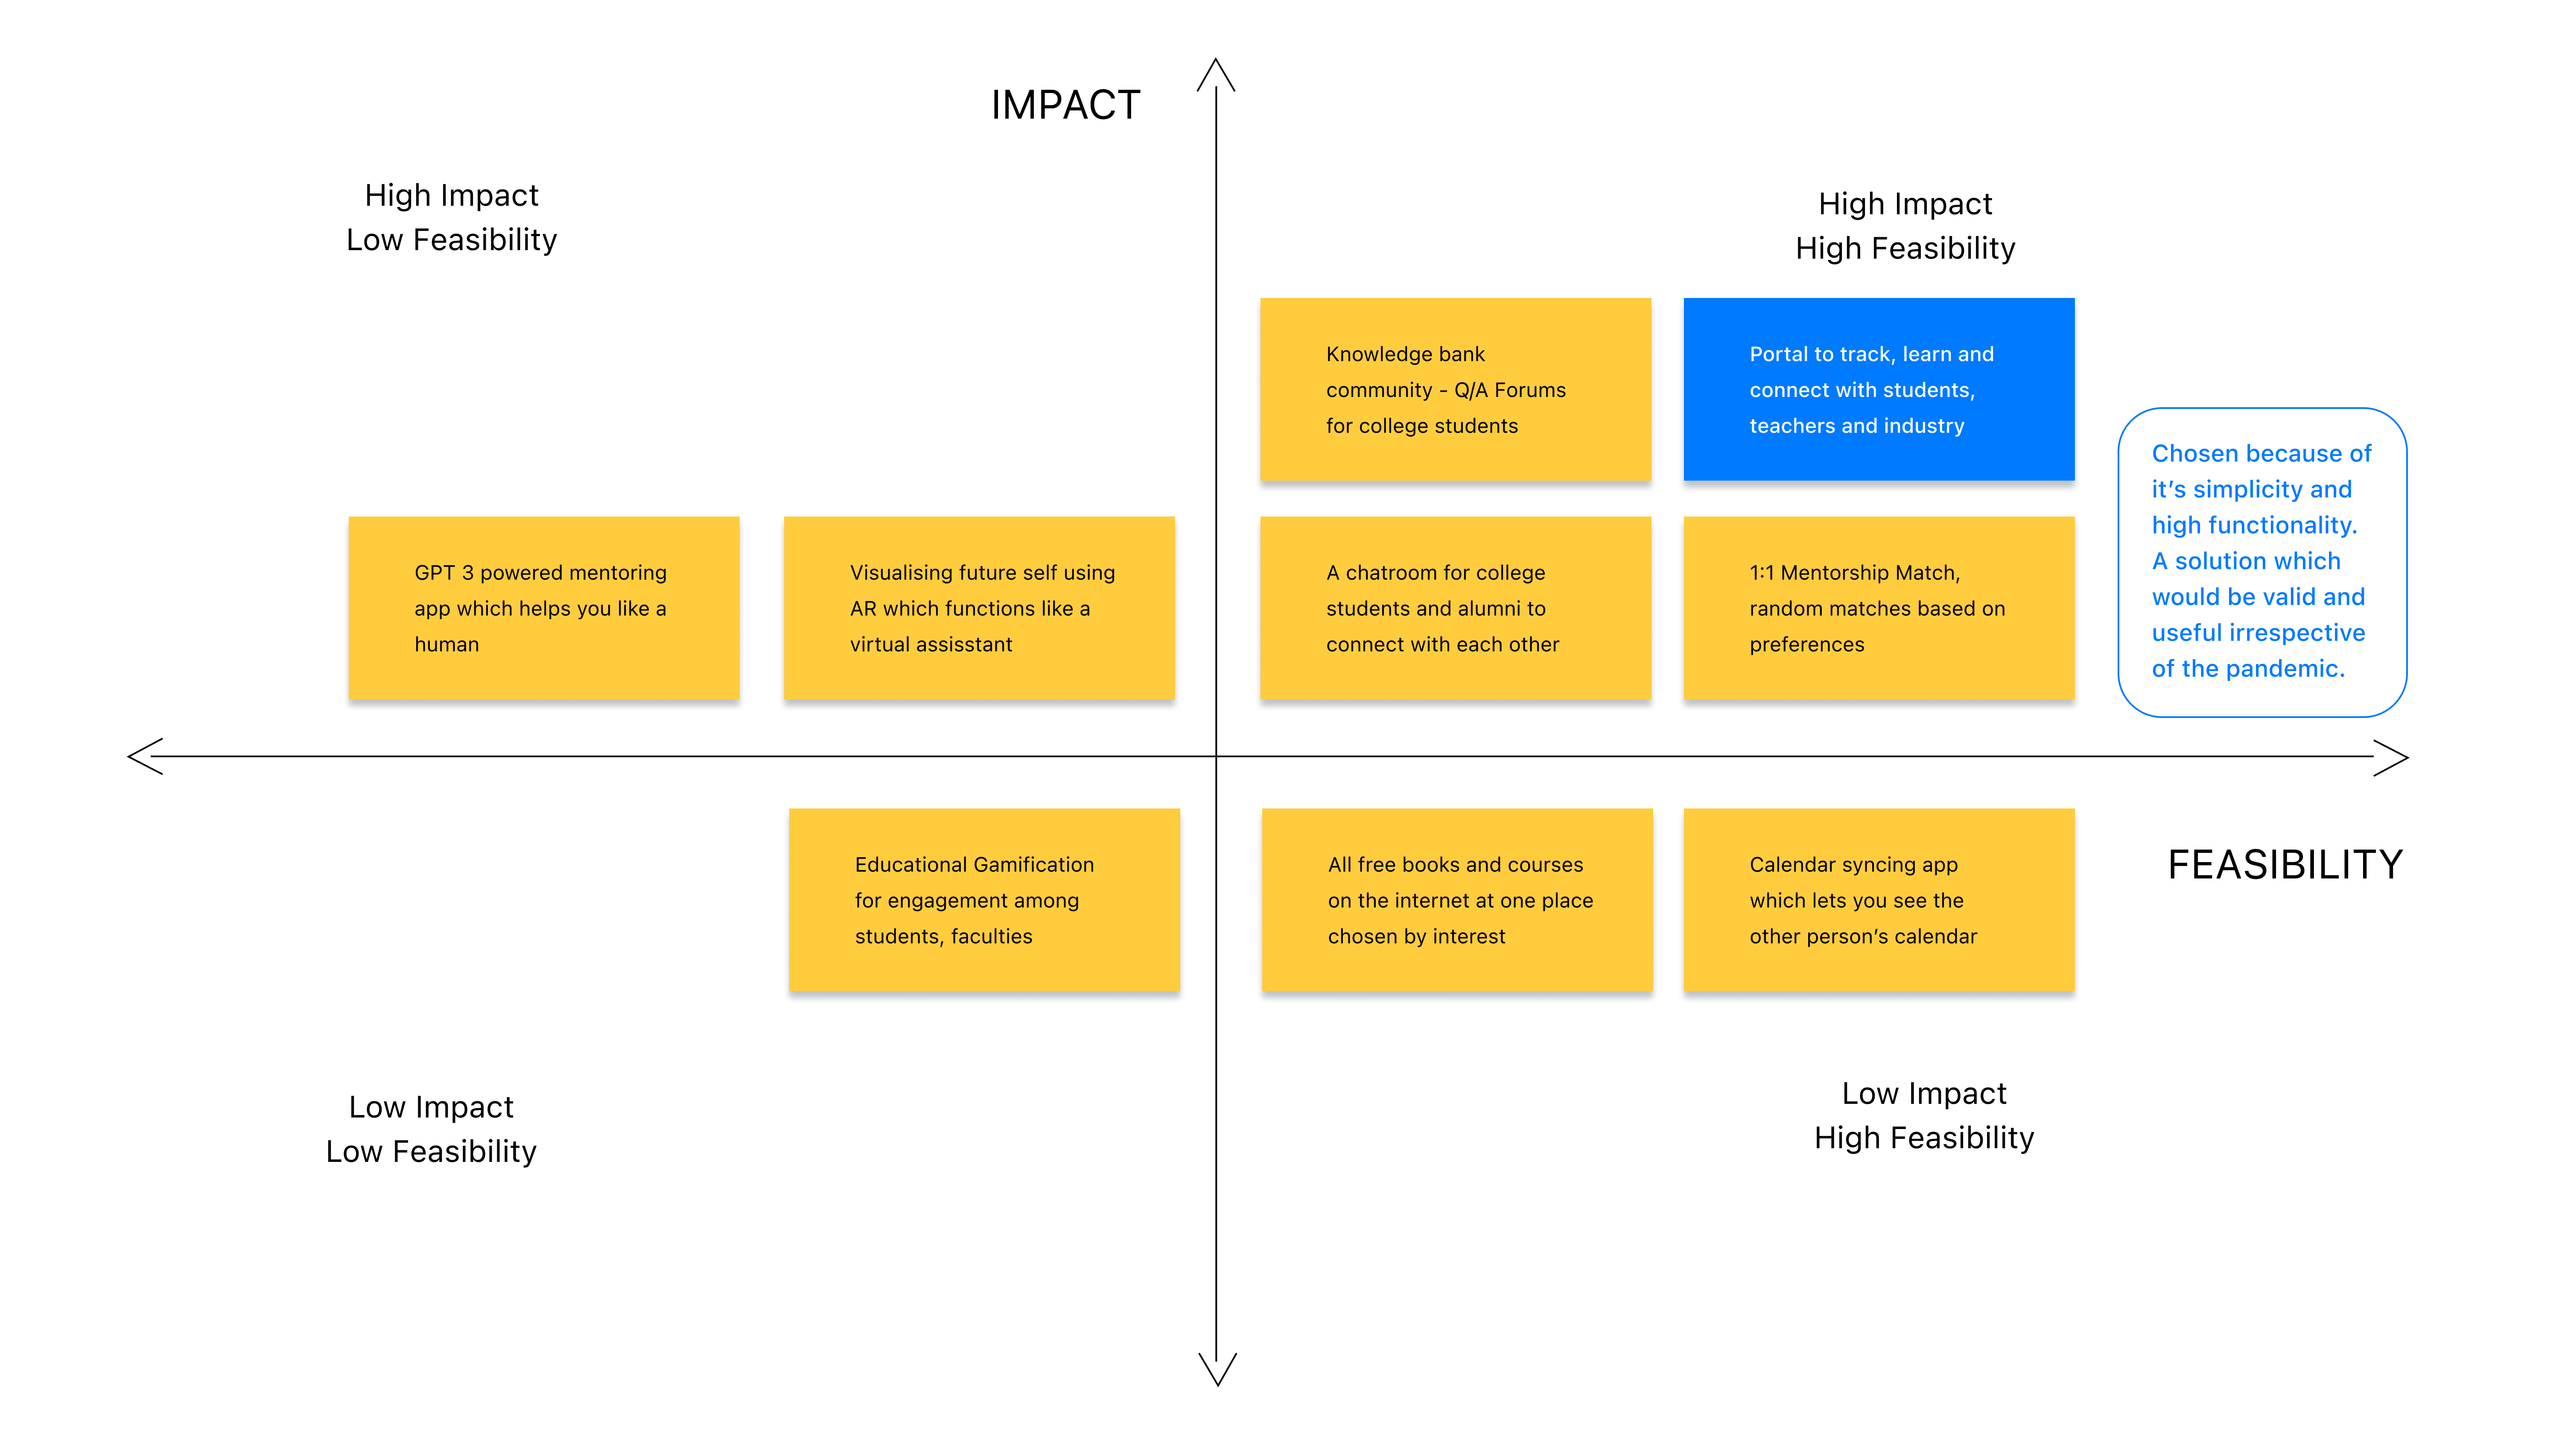 IMPACT
High Impact
Low Feasibility
High Impact
High Feasibility
Knowledge bank
community - Q/A Forums
for college students
Portal to track, learn and
connect with students,
teachers and industry
Chosen because of
it’s simplicity and
high functionality.
A solution which
would be valid and
useful irrespective
of the pandemic.
GPT 3 powered mentoring
app which helps you like a
human
Visualising future self using
AR which functions like a
virtual assisstant
A chatroom for college
students and alumni to
connect with each other
1:1 Mentorship Match,
random matches based on
preferences
FEASIBILITY
Educational Gamification
for engagement among
students, faculties
All free books and courses
on the internet at one place
chosen by interest
Calendar syncing app
which lets you see the
other person’s calendar
Low Impact
Low Feasibility
Low Impact
High Feasibility